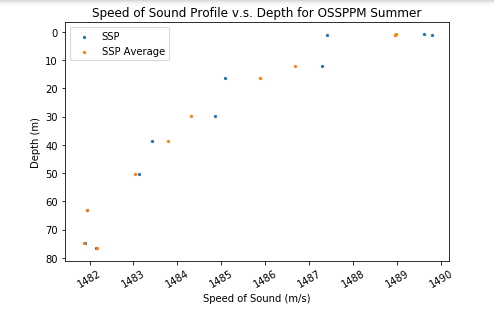 Speed of Sound Profile v.s. Depth for OSSPPM Summer
SSP
SSP Average
0
10
20
30
40
50
60
70
80
Depth (m)
1482 1483 1484 1485 1486 1487 1488 1489 1490
Speed of Sound (m/s)